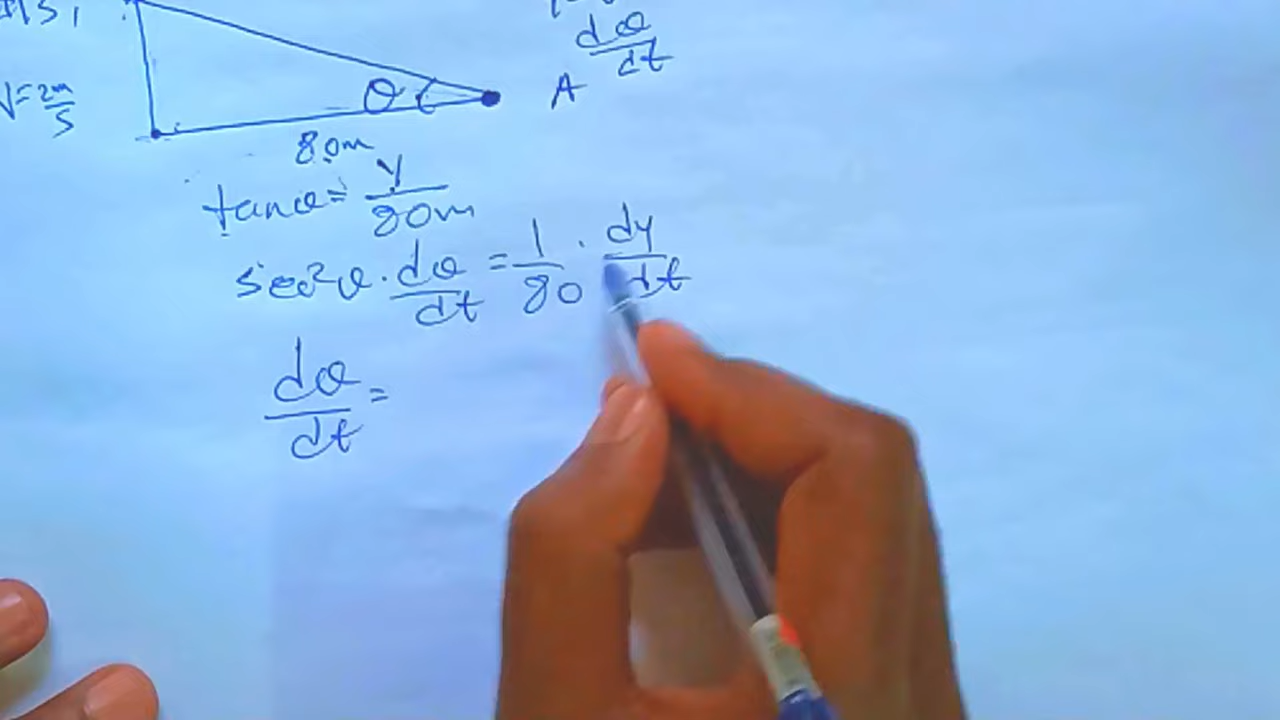 dθ/dt
V=2m/s
θ
A
80m
tanθ = y/80m
sec²θ · dθ/dt = 1/80 · dy/dt
dθ/dt =